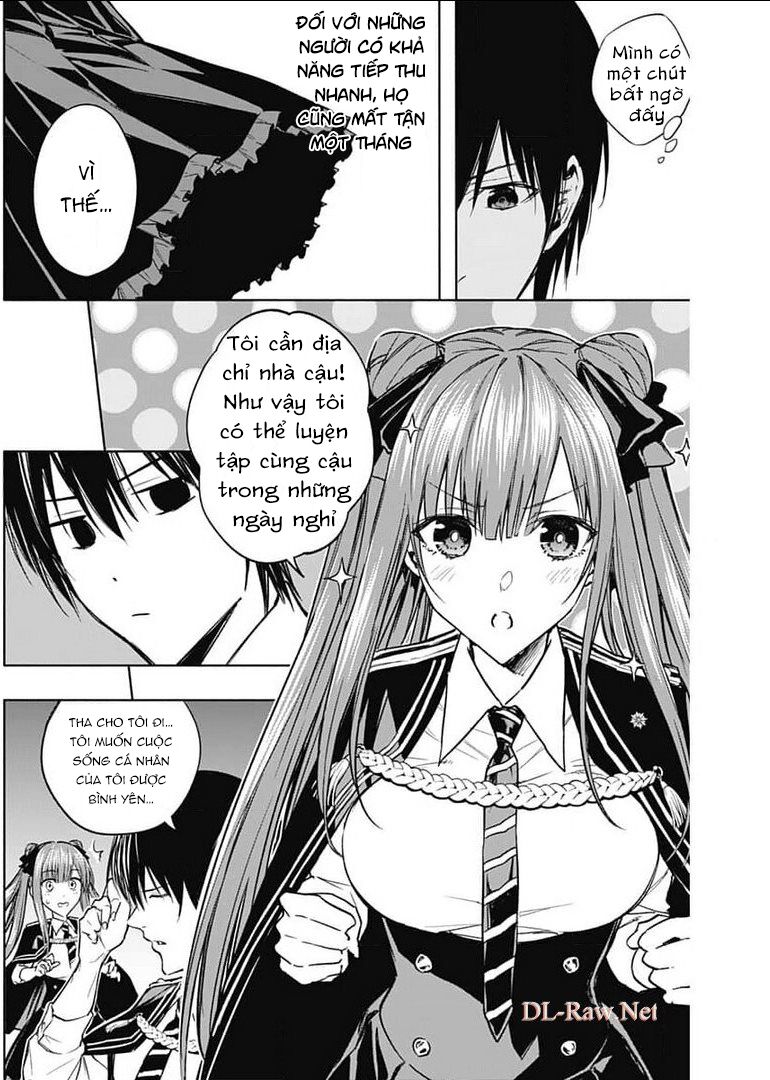 Mình có
một chút
bất ngờ
đấy
ĐỐI VỚI NHỮNG
NGƯỜI CÓ KHẢ
NĂNG TIẾP THU
NHANH, HỌ
CŨNG MẤT TẬN
MỘT THÁNG
VÌ
THẾ...
Tôi cần địa
chỉ nhà cậu!
Như vậy tôi
có thể luyện
tập cùng cậu
trong những
ngày nghỉ
THA CHO TÔI ĐI...
TÔI MUỐN CUỘC
SỐNG CÁ NHÂN
CỦA TÔI ĐƯỢC
BÌNH YÊN...
DL-Raw.Net